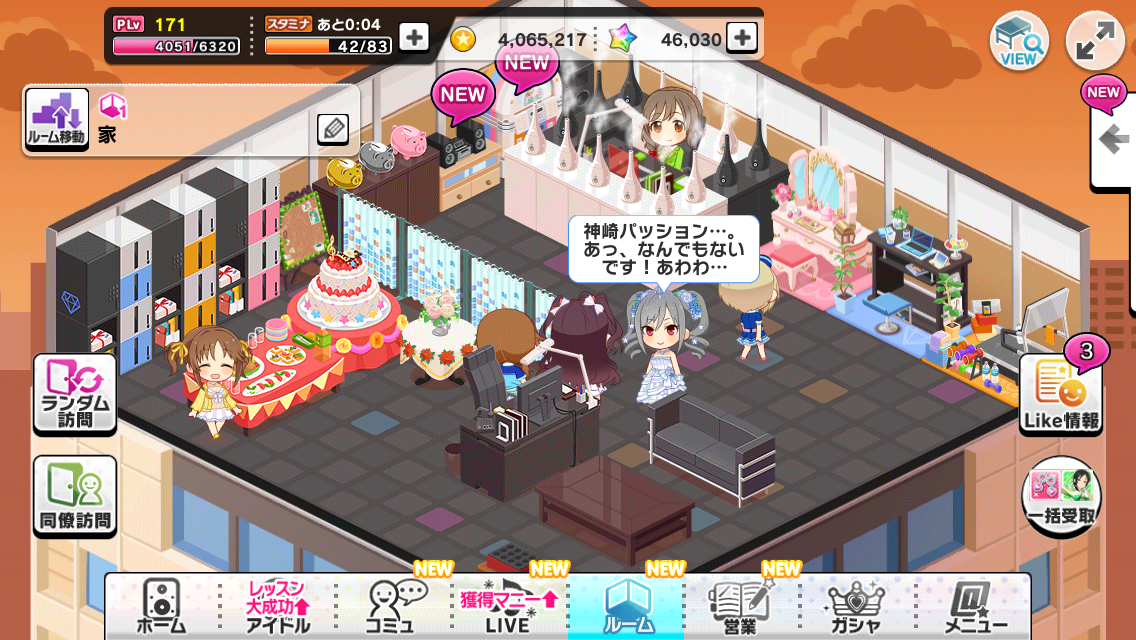 PLv 171
4051/6320
スタミナ あと0:04
42/83
4,065,217
46,030
VIEW
NEW
NEW
NEW
ルーム移動
1
家
神崎パッション…。
あっ、なんでもない
です！あわわ…
ランダム
訪問
同僚訪問
3
Like情報
一括受取
ホーム
レッスン
大成功
アイドル
NEW
コミュ
NEW
獲得マニー
LIVE
NEW
ルーム
NEW
営業
ガシャ
メニュー